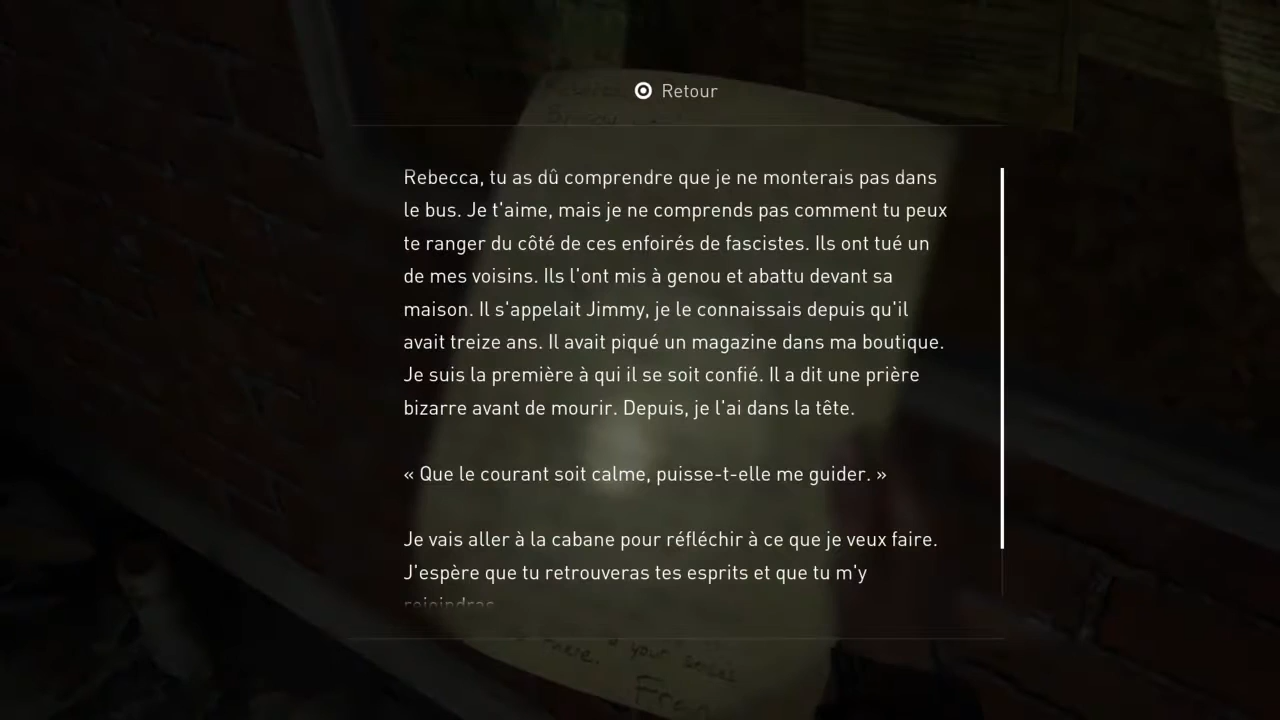 Retour
Rebecca, tu as dû comprendre que je ne monterais pas dans
le bus. Je t'aime, mais je ne comprends pas comment tu peux
te ranger du côté de ces enfoirés de fascistes. Ils ont tué un
de mes voisins. Ils l'ont mis à genou et abattu devant sa
maison. Il s'appelait Jimmy, je le connaissais depuis qu'il
avait treize ans. Il avait piqué un magazine dans ma boutique.
Je suis la première à qui il se soit confié. Il a dit une prière
bizarre avant de mourir. Depuis, je l'ai dans la tête.
« Que le courant soit calme, puisse-t-elle me guider. »
Je vais aller à la cabane pour réfléchir à ce que je veux faire.
J'espère que tu retrouveras tes esprits et que tu m'y
rejoindras
your senses
there.